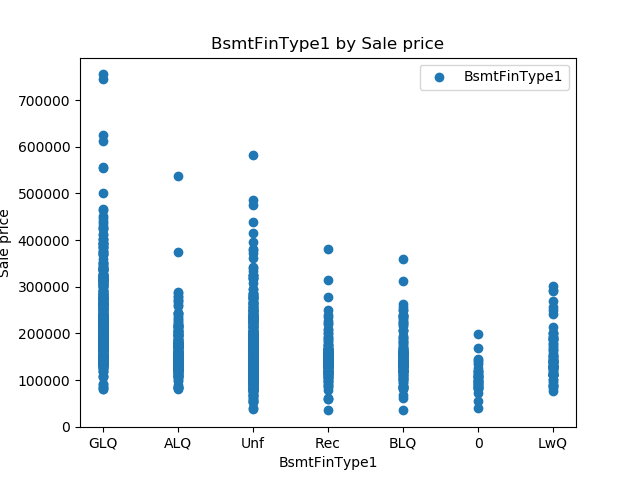 BsmtFinType1 by Sale price
BsmtFinType1
700000
600000
500000
400000
300000
200000
100000
0
Sale price
GLQ ALQ Unf Rec BLQ 0 LwQ
BsmtFinType1